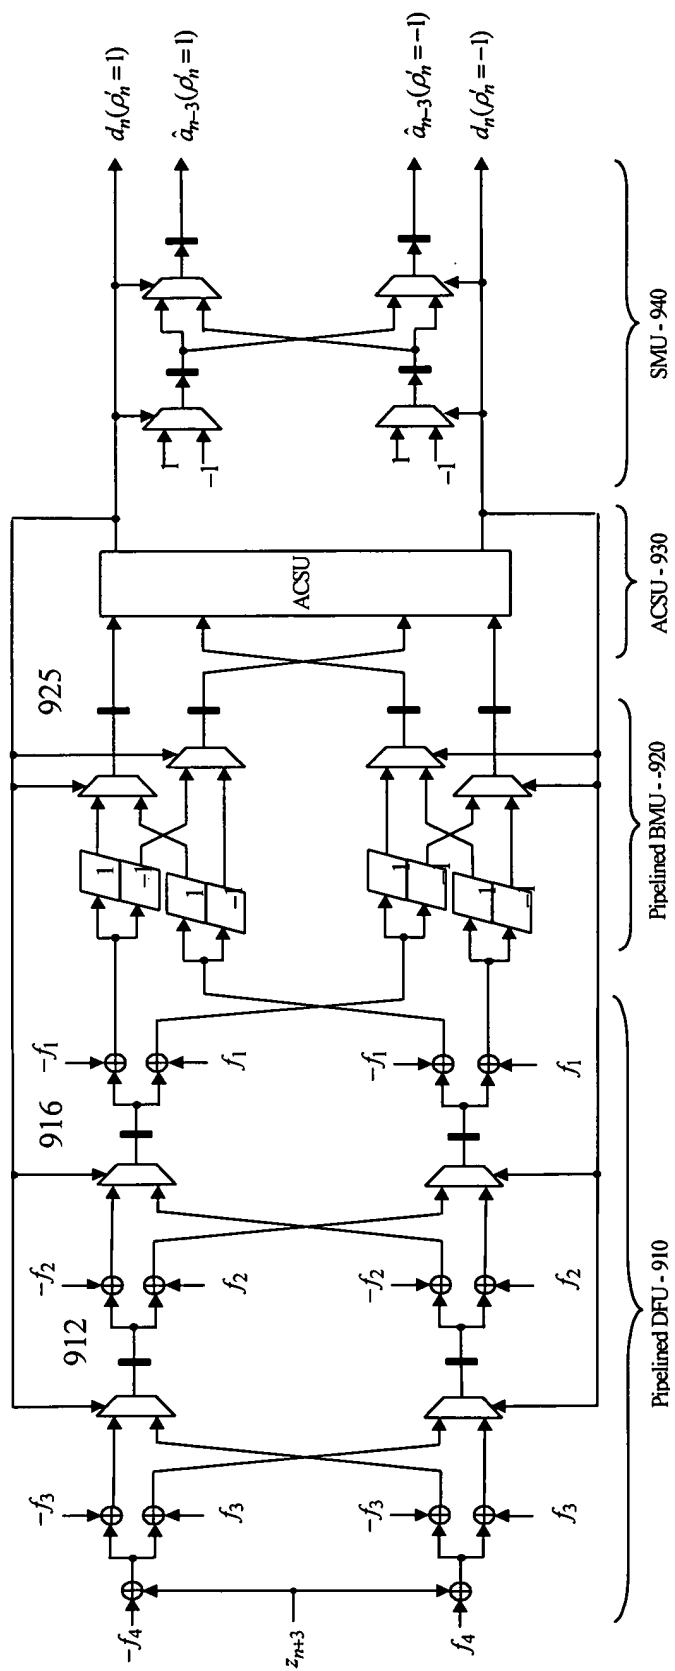 d_n(ρ'_n = 1)
â_{n–3}(ρ'_n = 1)
â_{n–3}(ρ'_n = –1)
d_n(ρ'_n = –1)
1
–1
1
–1
SMU - 940
ACSU
ACSU - 930
925
1
–1
1
–1
1
–1
1
–1
Pipelined BMU - -920
–f_1
f_1
–f_1
f_1
916
–f_2
f_2
–f_2
f_2
912
–f_3
f_3
–f_3
f_3
–f_4
z_{n+3}
f_4
Pipelined DFU - 910